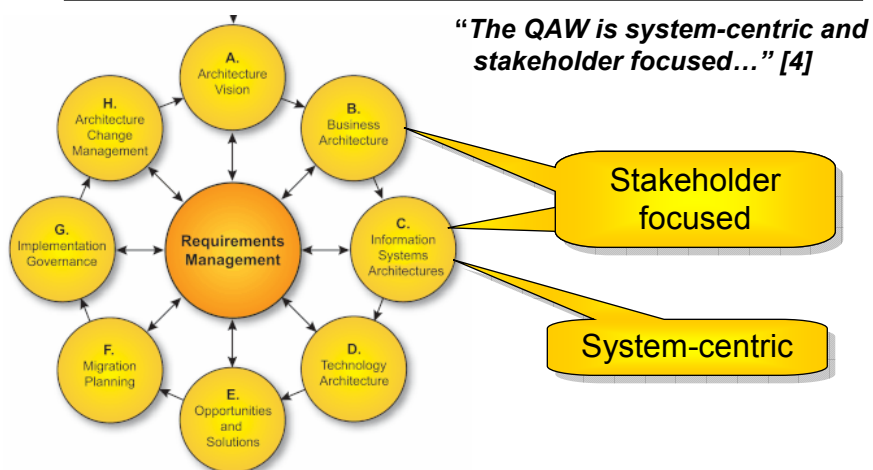 “The QAW is system-centric and
stakeholder focused…” [4]
A.
Architecture
Vision
B.
Business
Architecture
C.
Information
Systems
Architectures
D.
Technology
Architecture
E.
Opportunities
and
Solutions
F.
Migration
Planning
G.
Implementation
Governance
H.
Architecture
Change
Management
Requirements
Management
Stakeholder
focused
System-centric